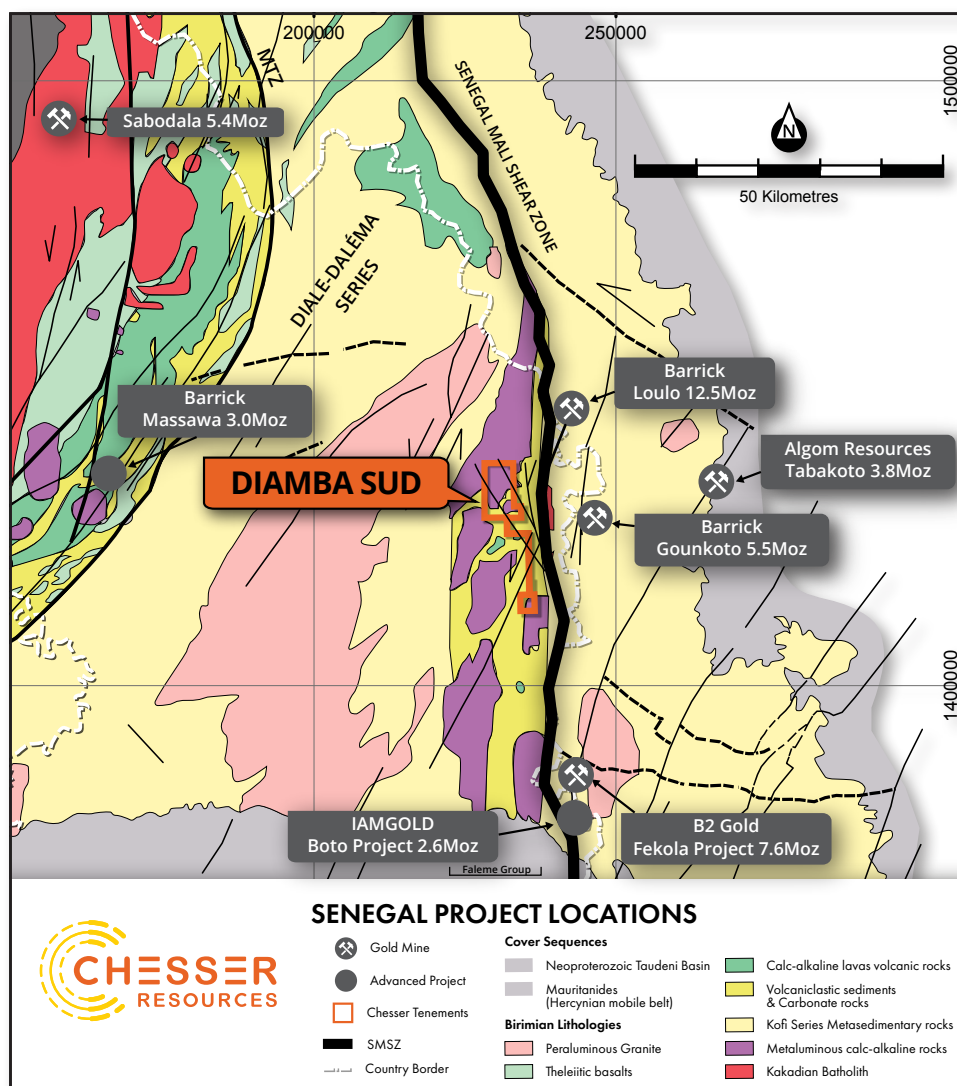 200000
250000
1500000
MTZ
SENEGAL MALI SHEAR ZONE
Sabodala 5.4Moz
N
50 Kilometres
DIALE-DALÉMA
SERIES
Barrick
Loulo 12.5Moz
Barrick
Massawa 3.0Moz
Algom Resources
Tabakoto 3.8Moz
DIAMBA SUD
Barrick
Gounkoto 5.5Moz
1400000
IAMGOLD
Boto Project 2.6Moz
B2 Gold
Fekola Project 7.6Moz
Faleme Group
CHESSER
RESOURCES
SENEGAL PROJECT LOCATIONS
Gold Mine
Advanced Project
Chesser Tenements
SMSZ
Country Border
Cover Sequences
Neoproterozoic Taudeni Basin
Mauritanides
(Hercynian mobile belt)
Birimian Lithologies
Peraluminous Granite
Theleiitic basalts
Calc-alkaline lavas volcanic rocks
Volcaniclastic sediments
& Carbonate rocks
Kofi Series Metasedimentary rocks
Metaluminous calc-alkaline rocks
Kakadian Batholith